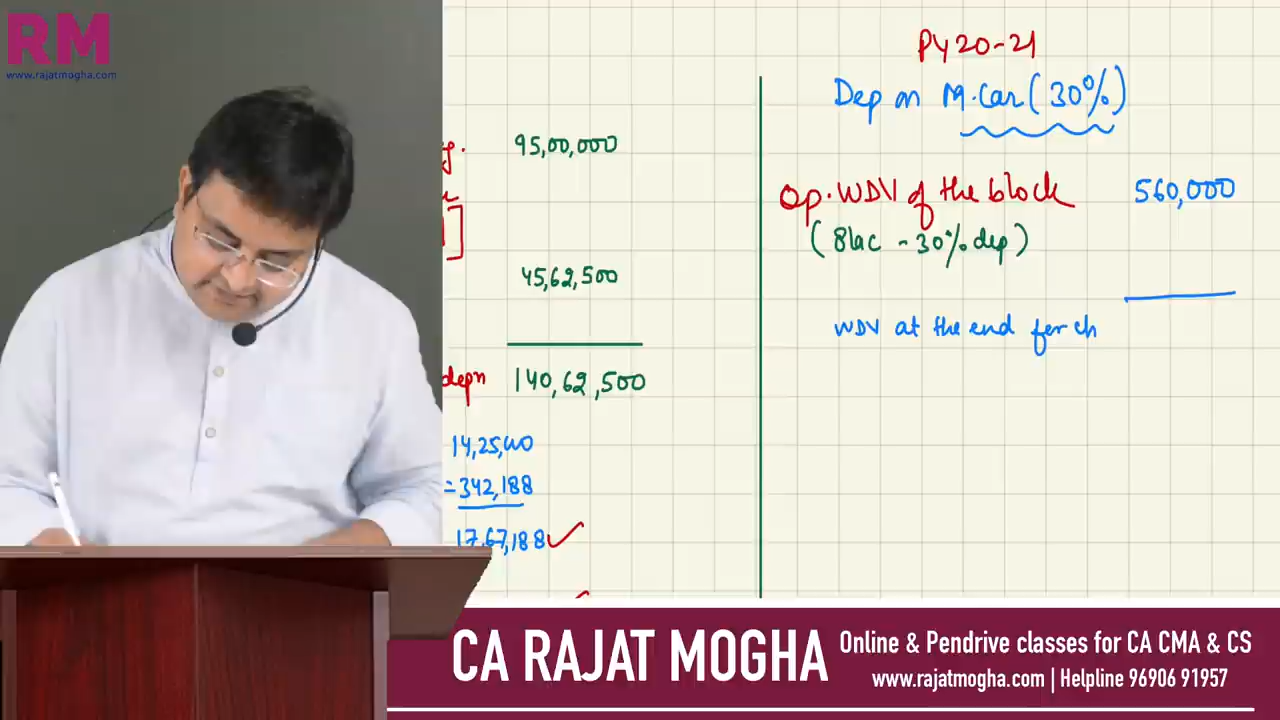 RM
www.rajatmogha.com
95,00,000
45,62,500
depn 140,62,500
14,25,000
=342,188
17,67,188
PY 20-21
Dep on M.Car (30%)
Op. WDV of the block 560,000
(8lac - 30% dep)
WDV at the end for ch
CA RAJAT MOGHA
Online & Pendrive classes for CA CMA & CS
www.rajatmogha.com | Helpline 96906 91957